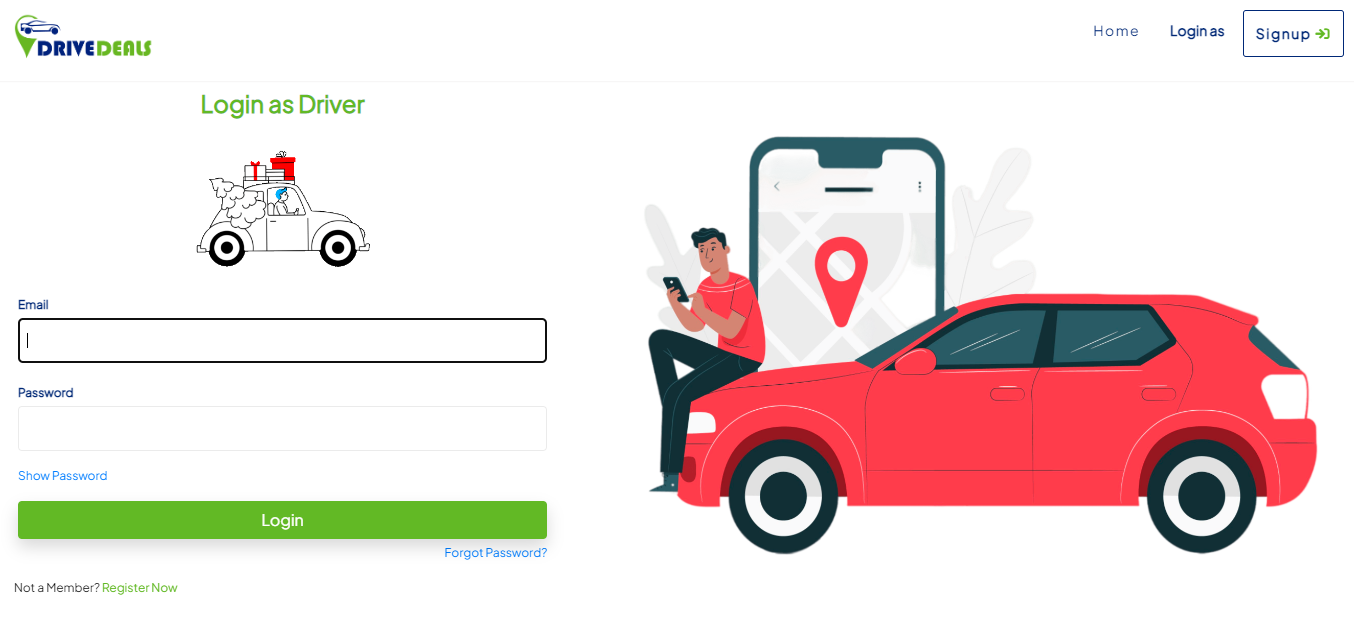 DRIVEDEALS
Home
Login as
Signup
Login as Driver
Email
Password
Show Password
Login
Forgot Password?
Not a Member? Register Now